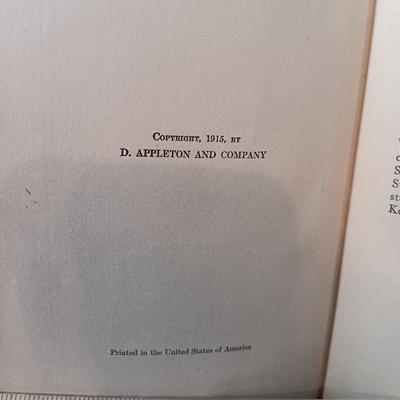 COPYRIGHT, 1915, BY
D. APPLETON AND COMPANY
Printed in the United States of America